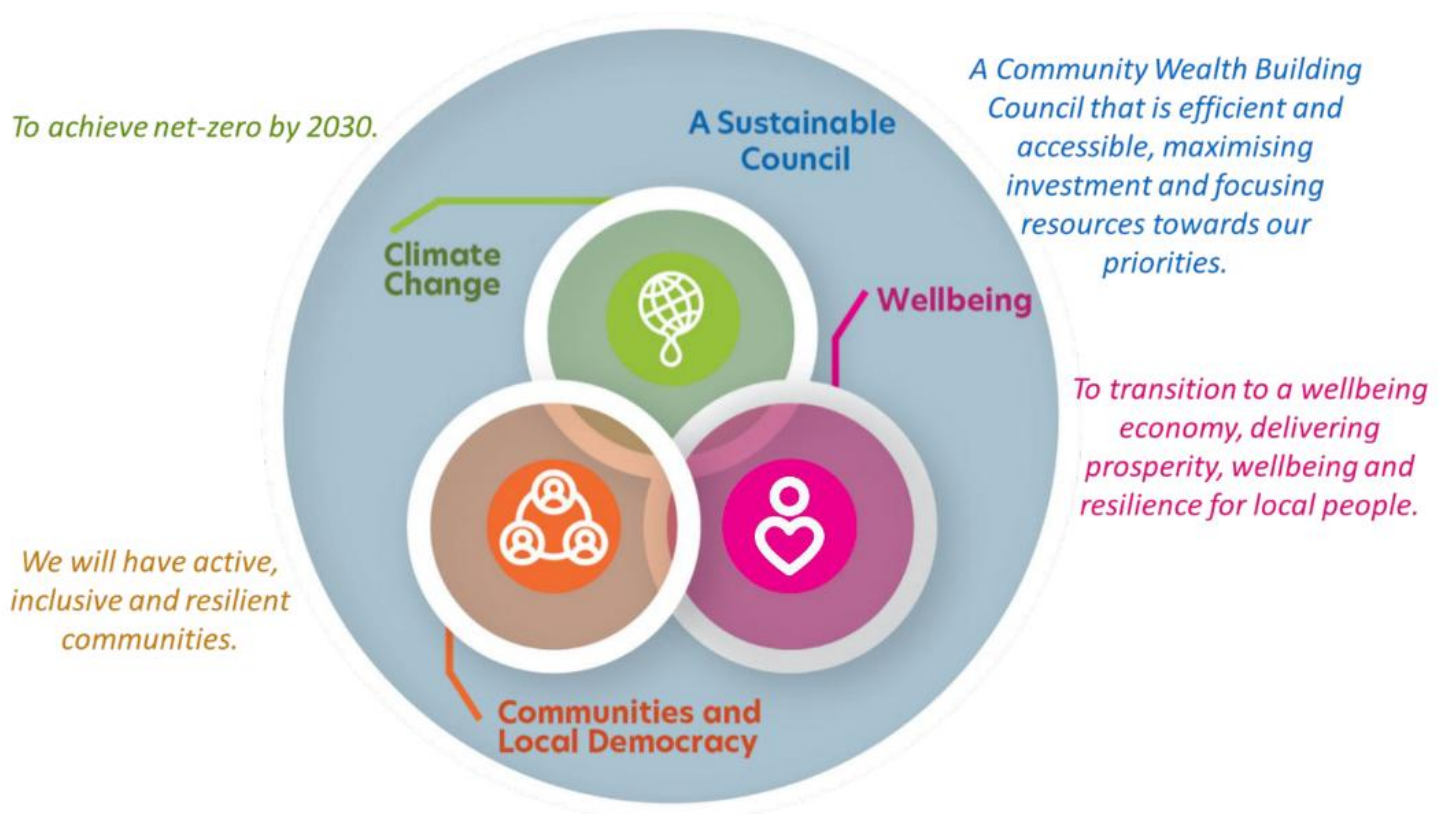 To achieve net-zero by 2030.
A Sustainable
Council
A Community Wealth Building
Council that is efficient and
accessible, maximising
investment and focusing
resources towards our
priorities.
Climate
Change
Wellbeing
To transition to a wellbeing
economy, delivering
prosperity, wellbeing and
resilience for local people.
We will have active,
inclusive and resilient
communities.
Communities and
Local Democracy